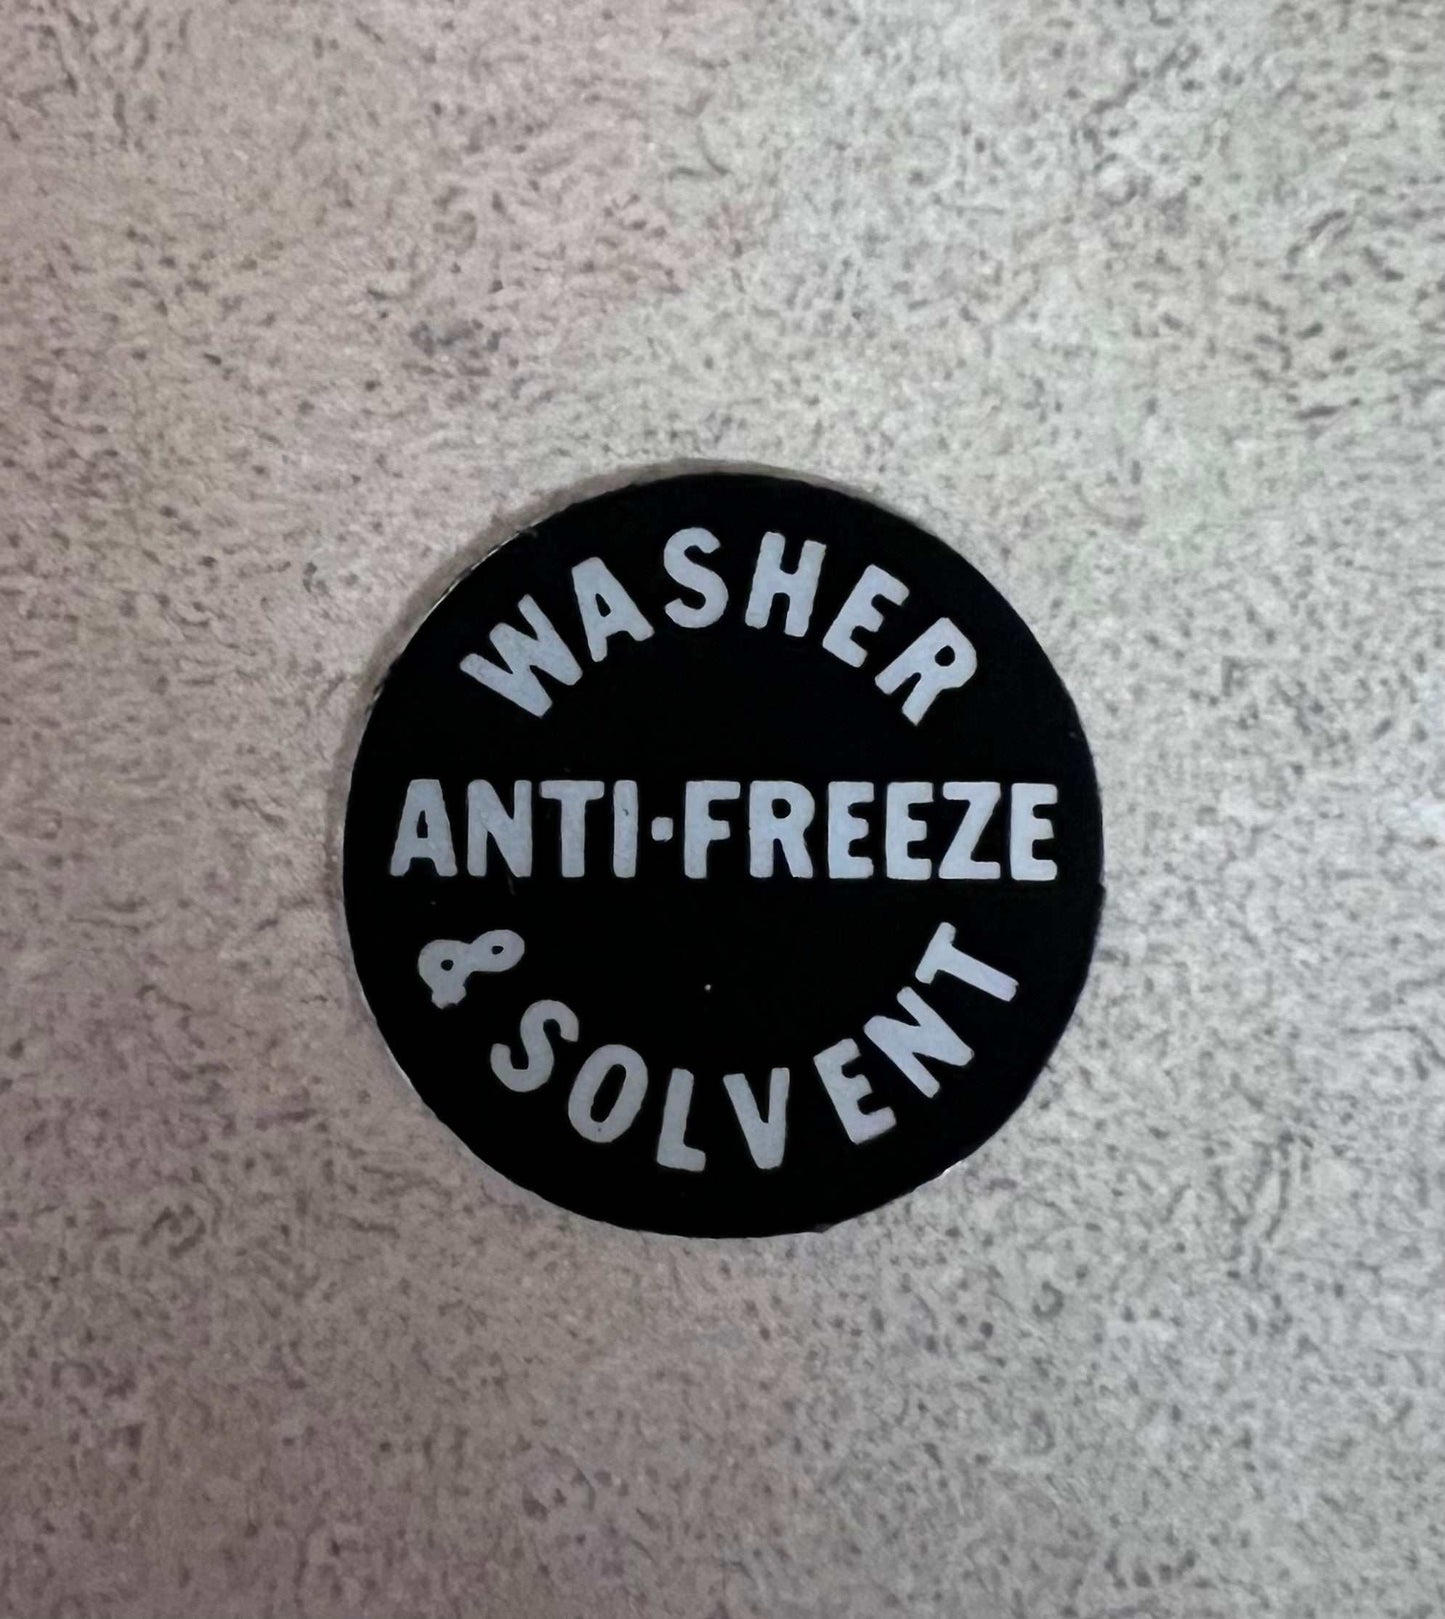 WASHER
ANTI-FREEZE
& SOLVENT